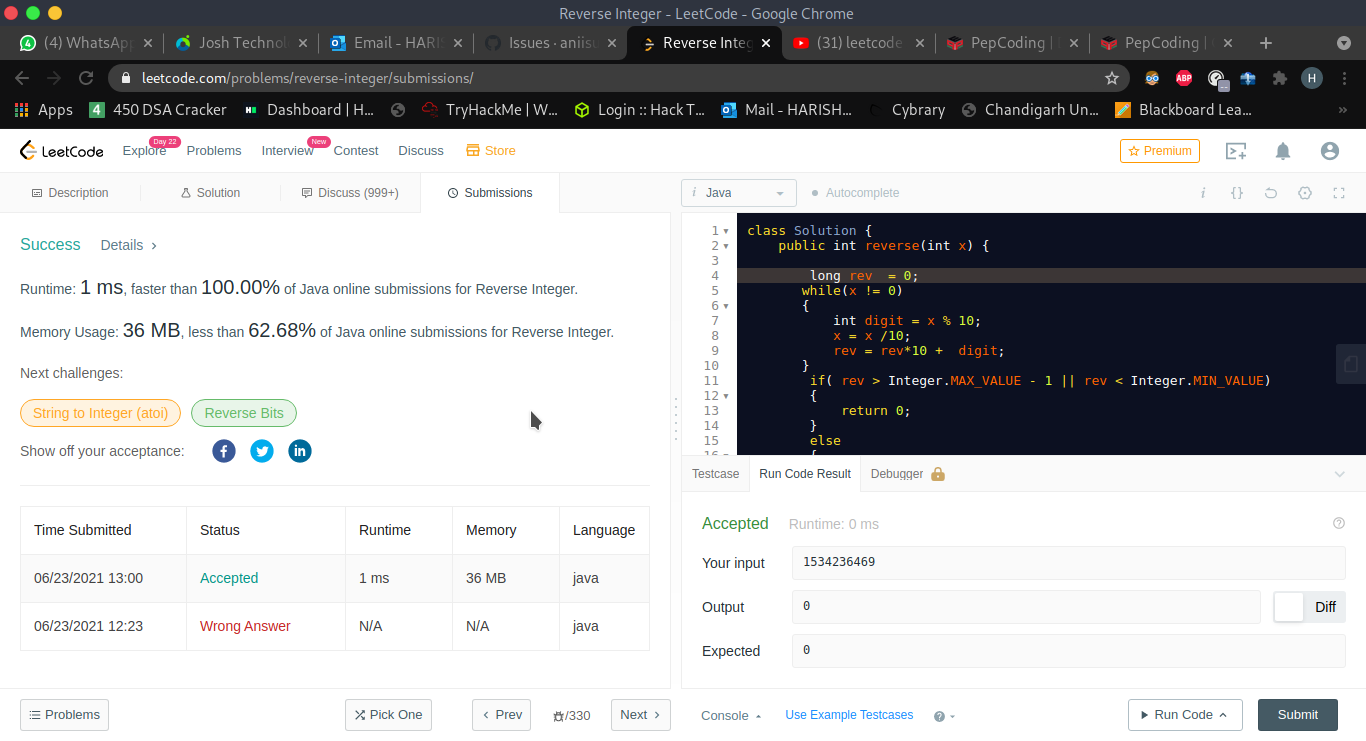 Reverse Integer - LeetCode - Google Chrome
(4) WhatsApp
Josh Technol
Email - HARIS
Issues · aniisu
Reverse Integ
(31) leetcode
PepCoding |
PepCoding |
leetcode.com/problems/reverse-integer/submissions/
ABP
H
Apps
4 450 DSA Cracker
Dashboard | H...
TryHackMe | W...
Login :: Hack T...
Mail - HARISH...
Cybrary
Chandigarh Un...
Blackboard Lea...
»
LeetCode
Explore Day 22
Problems
Interview New
Contest
Discuss
Store
Premium
Description
Solution
Discuss (999+)
Submissions
i Java
Autocomplete
i {}
Success Details >
Runtime: 1 ms, faster than 100.00% of Java online submissions for Reverse Integer.
Memory Usage: 36 MB, less than 62.68% of Java online submissions for Reverse Integer.
Next challenges:
String to Integer (atoi) Reverse Bits
Show off your acceptance: f in
Time Submitted Status Runtime Memory Language
06/23/2021 13:00 Accepted 1 ms 36 MB java
06/23/2021 12:23 Wrong Answer N/A N/A java
Problems
Pick One
< Prev
/330
Next >
1 class Solution {
2 public int reverse(int x) {
3
4 long rev = 0;
5 while(x != 0)
6 {
7 int digit = x % 10;
8 x = x /10;
9 rev = rev*10 + digit;
10 }
11 if( rev > Integer.MAX_VALUE - 1 || rev < Integer.MIN_VALUE)
12 {
13 return 0;
14 }
15 else
16 {
Testcase
Run Code Result
Debugger
Accepted Runtime: 0 ms
Your input 1534236469
Output 0 Diff
Expected 0
Console
Use Example Testcases
?
Run Code
Submit